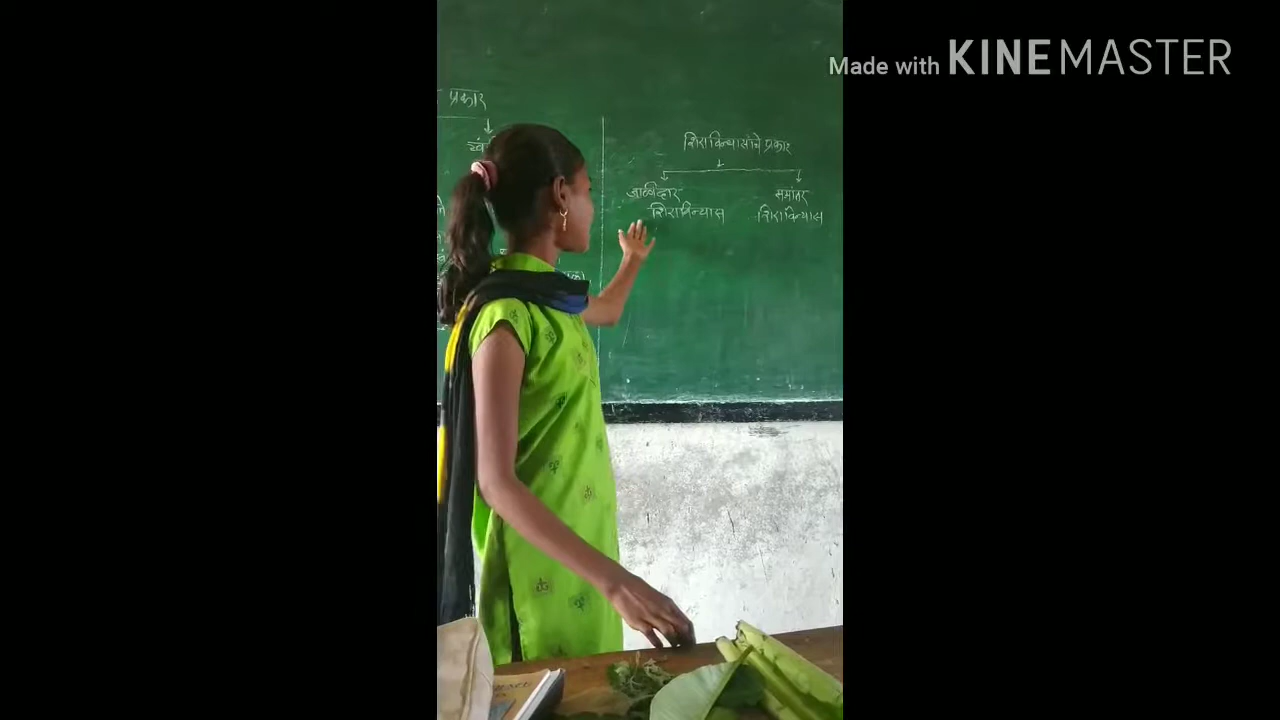 Made with KINEMASTER
प्रकार
शिरा विन्यासांचे प्रकार
जाळीदार
शिराविन्यास
समांतर
शिराविन्यास